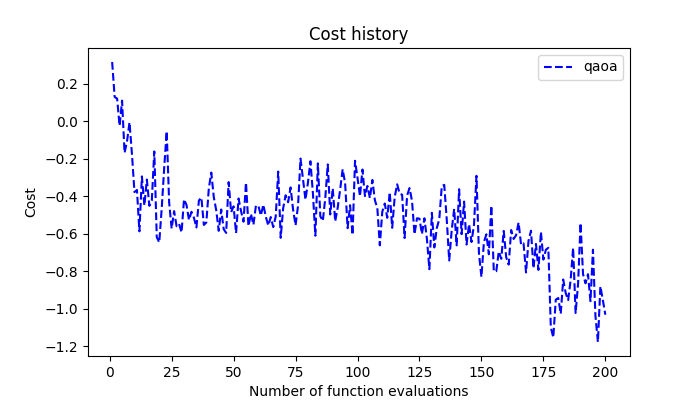 Cost history
qaoa
Cost
0.2
0.0
−0.2
−0.4
−0.6
−0.8
−1.0
−1.2
0 25 50 75 100 125 150 175 200
Number of function evaluations